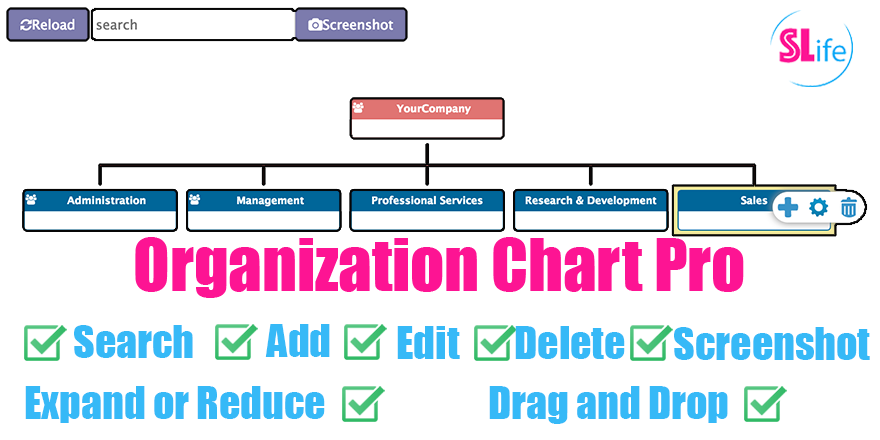 Reload search Screenshot
SLife
YourCompany
Administration Management Professional Services Research & Development Sales
Organization Chart Pro
Search Add Edit Delete Screenshot
Expand or Reduce Drag and Drop